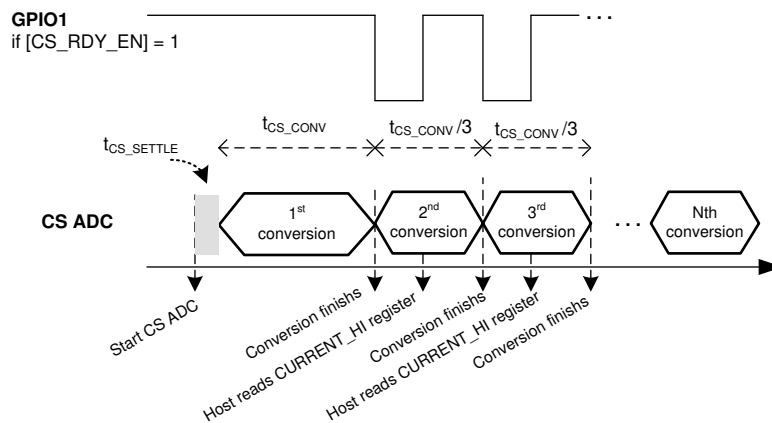 GPIO1
if [CS_RDY_EN] = 1
. . .
tCS_CONV
tCS_CONV /3
tCS_CONV /3
tCS_SETTLE
CS ADC
1st
conversion
2nd
conversion
3rd
conversion
. . .
Nth
conversion
Start CS ADC
Conversion finishs
Host reads CURRENT_HI register
Conversion finishs
Host reads CURRENT_HI register
Conversion finishs